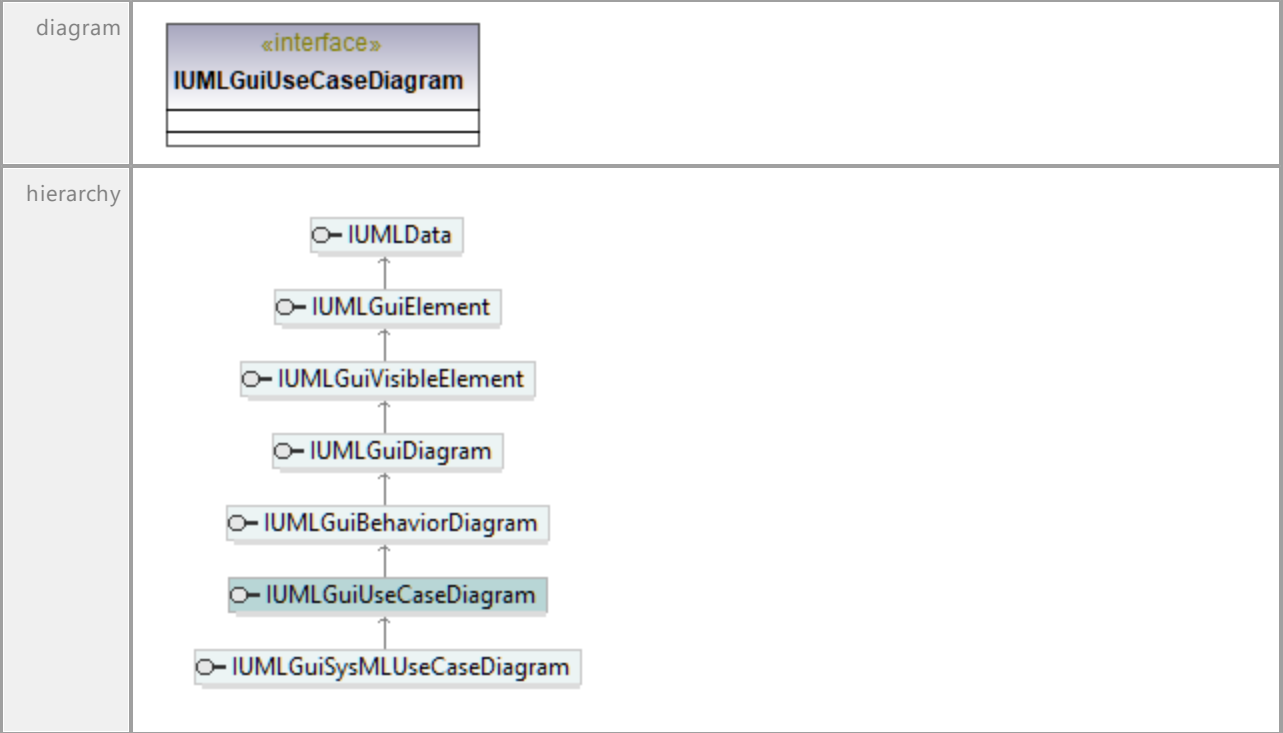 diagram
«interface»
IUMLGuiUseCaseDiagram
hierarchy
IUMLData
IUMLGuiElement
IUMLGuiVisibleElement
IUMLGuiDiagram
IUMLGuiBehaviorDiagram
IUMLGuiUseCaseDiagram
IUMLGuiSysMLUseCaseDiagram